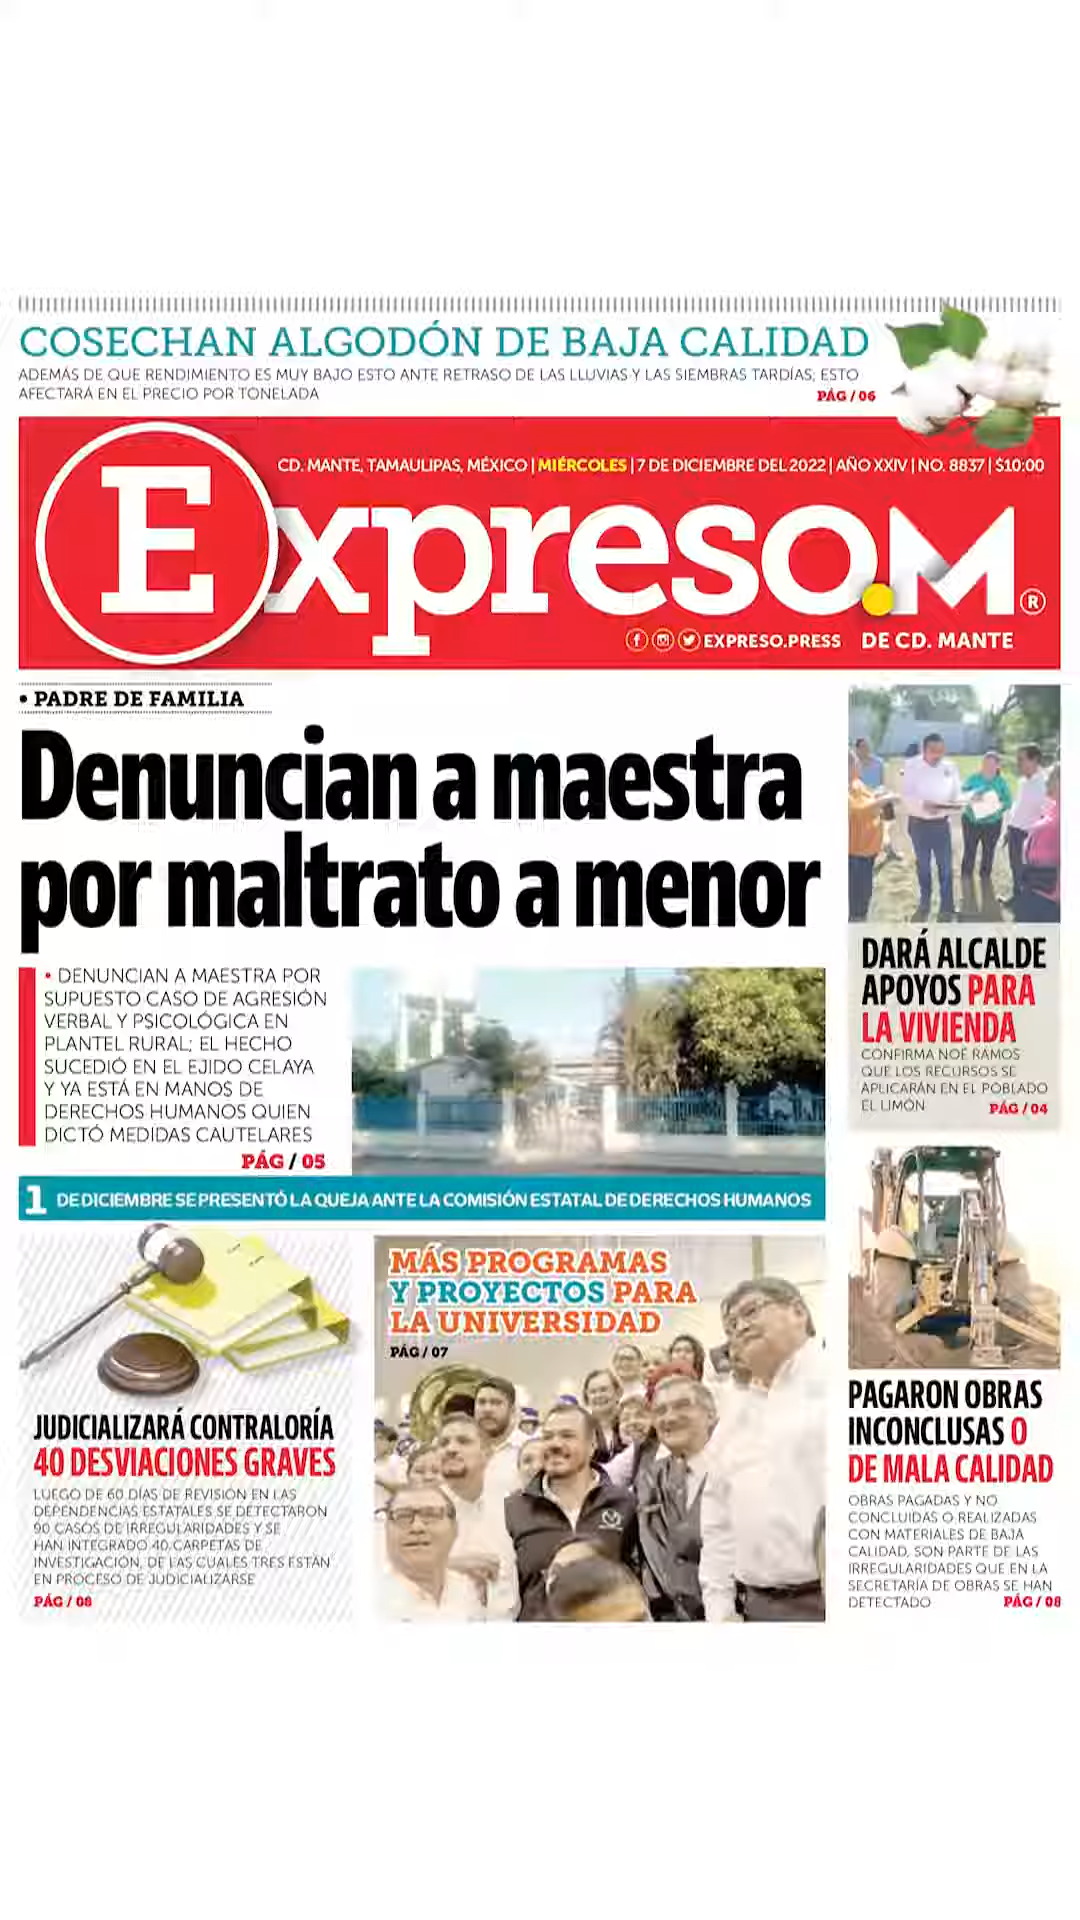 COSECHAN ALGODÓN DE BAJA CALIDAD
ADEMÁS DE QUE RENDIMIENTO ES MUY BAJO ESTO ANTE RETRASO DE LAS LLUVIAS Y LAS SIEMBRAS TARDÍAS; ESTO
AFECTARÁ EN EL PRECIO POR TONELADA
PÁG / 06
CD. MANTE, TAMAULIPAS, MÉXICO | MIÉRCOLES | 7 DE DICIEMBRE DEL 2022 | AÑO XXIV | NO. 8837 | $10:00
Expreso.M ®
EXPRESO.PRESS DE CD. MANTE
• PADRE DE FAMILIA
Denuncian a maestra
por maltrato a menor
• DENUNCIAN A MAESTRA POR
SUPUESTO CASO DE AGRESIÓN
VERBAL Y PSICOLÓGICA EN
PLANTEL RURAL; EL HECHO
SUCEDIÓ EN EL EJIDO CELAYA
Y YA ESTÁ EN MANOS DE
DERECHOS HUMANOS QUIEN
DICTÓ MEDIDAS CAUTELARES
PÁG / 05
1 DE DICIEMBRE SE PRESENTÓ LA QUEJA ANTE LA COMISIÓN ESTATAL DE DERECHOS HUMANOS
DARÁ ALCALDE
APOYOS PARA
LA VIVIENDA
CONFIRMA NOÉ RAMOS
QUE LOS RECURSOS SE
APLICARÁN EN EL POBLADO
EL LIMÓN
PÁG / 04
JUDICIALIZARÁ CONTRALORÍA
40 DESVIACIONES GRAVES
LUEGO DE 60 DÍAS DE REVISIÓN EN LAS
DEPENDENCIAS ESTATALES SE DETECTARON
90 CASOS DE IRREGULARIDADES Y SE
HAN INTEGRADO 40 CARPETAS DE
INVESTIGACIÓN, DE LAS CUALES TRES ESTÁN
EN PROCESO DE JUDICIALIZARSE
PÁG / 08
MÁS PROGRAMAS
Y PROYECTOS PARA
LA UNIVERSIDAD
PÁG / 07
PAGARON OBRAS
INCONCLUSAS O
DE MALA CALIDAD
OBRAS PAGADAS Y NO
CONCLUIDAS O REALIZADAS
CON MATERIALES DE BAJA
CALIDAD, SON PARTE DE LAS
IRREGULARIDADES QUE EN LA
SECRETARÍA DE OBRAS SE HAN
DETECTADO
PÁG / 08